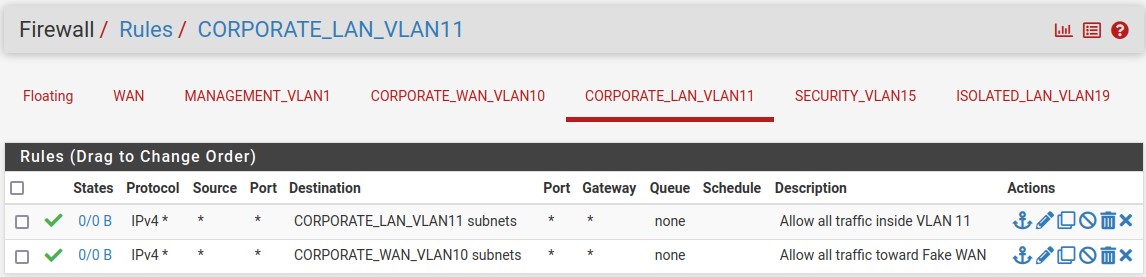 Firewall / Rules / CORPORATE_LAN_VLAN11
Floating WAN MANAGEMENT_VLAN1 CORPORATE_WAN_VLAN10 CORPORATE_LAN_VLAN11 SECURITY_VLAN15 ISOLATED_LAN_VLAN19
Rules (Drag to Change Order)
States Protocol Source Port Destination Port Gateway Queue Schedule Description Actions
0/0 B IPv4 * * * CORPORATE_LAN_VLAN11 subnets * * none Allow all traffic inside VLAN 11
0/0 B IPv4 * * * CORPORATE_WAN_VLAN10 subnets * * none Allow all traffic toward Fake WAN